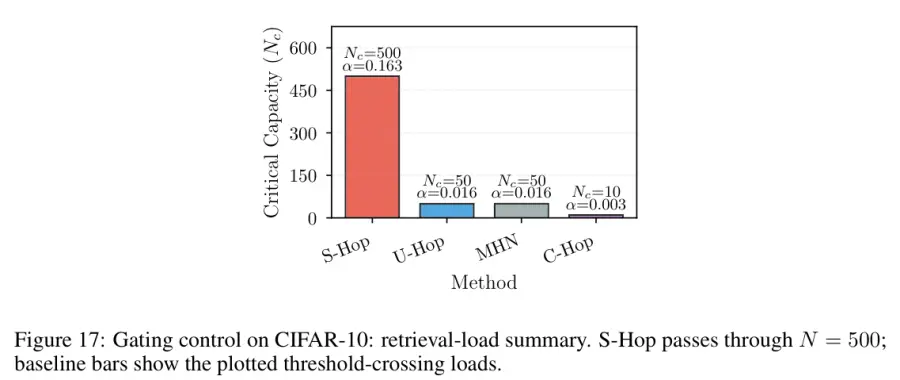 Critical Capacity (N_c)
600
450
300
150
0
N_c=500
α=0.163
N_c=50
α=0.016
N_c=50
α=0.016
N_c=10
α=0.003
S-Hop
U-Hop
MHN
C-Hop
Method
Figure 17: Gating control on CIFAR-10: retrieval-load summary. S-Hop passes through N = 500;
baseline bars show the plotted threshold-crossing loads.